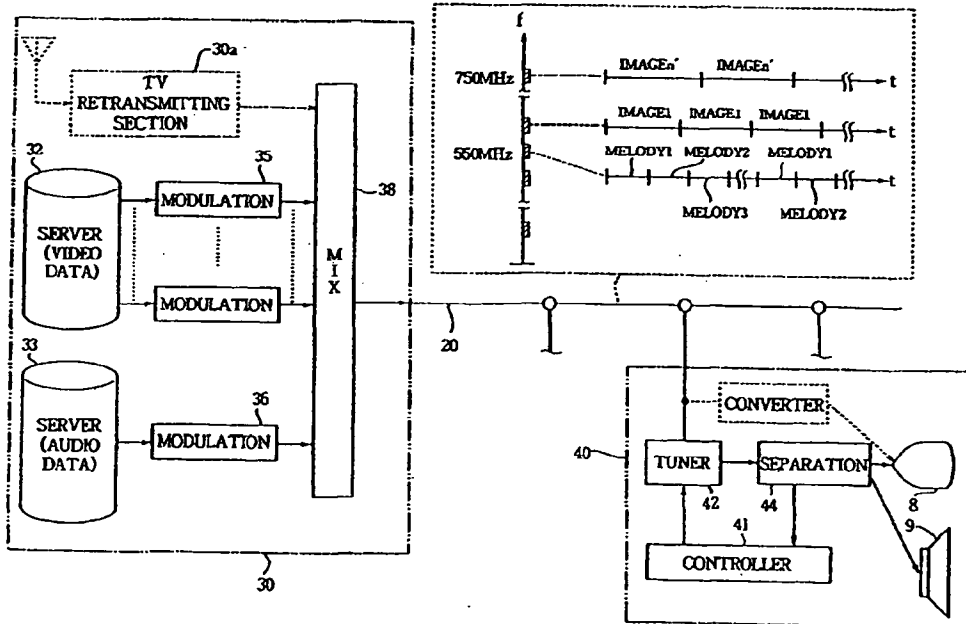 30a
TV
RETRANSMITTING
SECTION
32
SERVER
(VIDEO
DATA)
35
MODULATION
MODULATION
33
SERVER
(AUDIO
DATA)
36
MODULATION
38
MIX
30
20
f
750MHz
IMAGEn'
IMAGEn'
t
IMAGE1
IMAGE1
IMAGE1
t
550MHz
MELODY1
MELODY2
MELODY1
t
MELODY3
MELODY2
40
CONVERTER
TUNER
42
SEPARATION
44
8
41
CONTROLLER
9